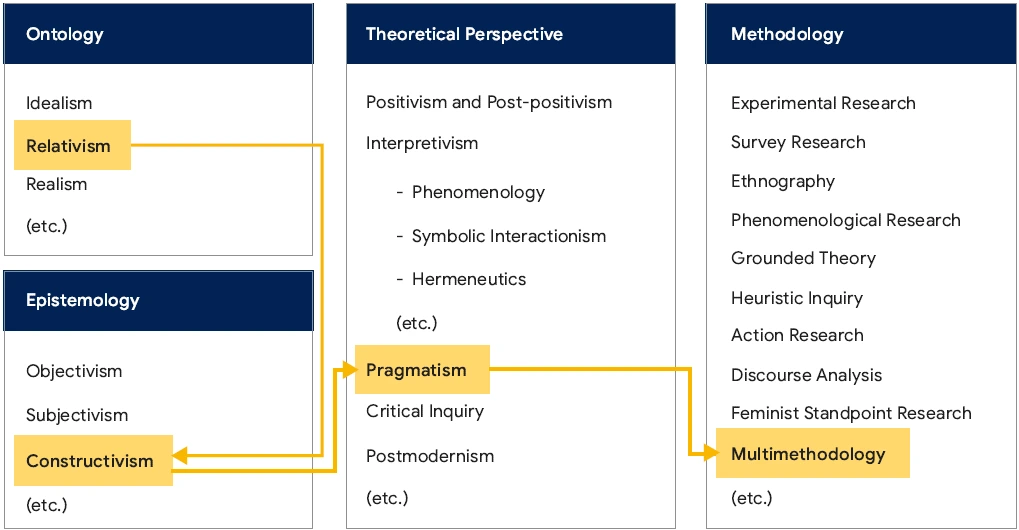 Ontology
Idealism
Relativism
Realism
(etc.)
Epistemology
Objectivism
Subjectivism
Constructivism
(etc.)
Theoretical Perspective
Positivism and Post-positivism
Interpretivism
- Phenomenology
- Symbolic Interactionism
- Hermeneutics
(etc.)
Pragmatism
Critical Inquiry
Postmodernism
(etc.)
Methodology
Experimental Research
Survey Research
Ethnography
Phenomenological Research
Grounded Theory
Heuristic Inquiry
Action Research
Discourse Analysis
Feminist Standpoint Research
Multimethodology
(etc.)